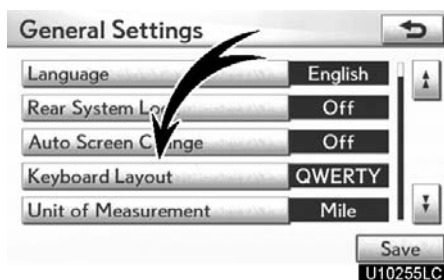 General Settings
Language English
Rear System Off
Auto Screen Off
Keyboard Layout QWERTY
Unit of Measurement Mile
Save
U10255LC